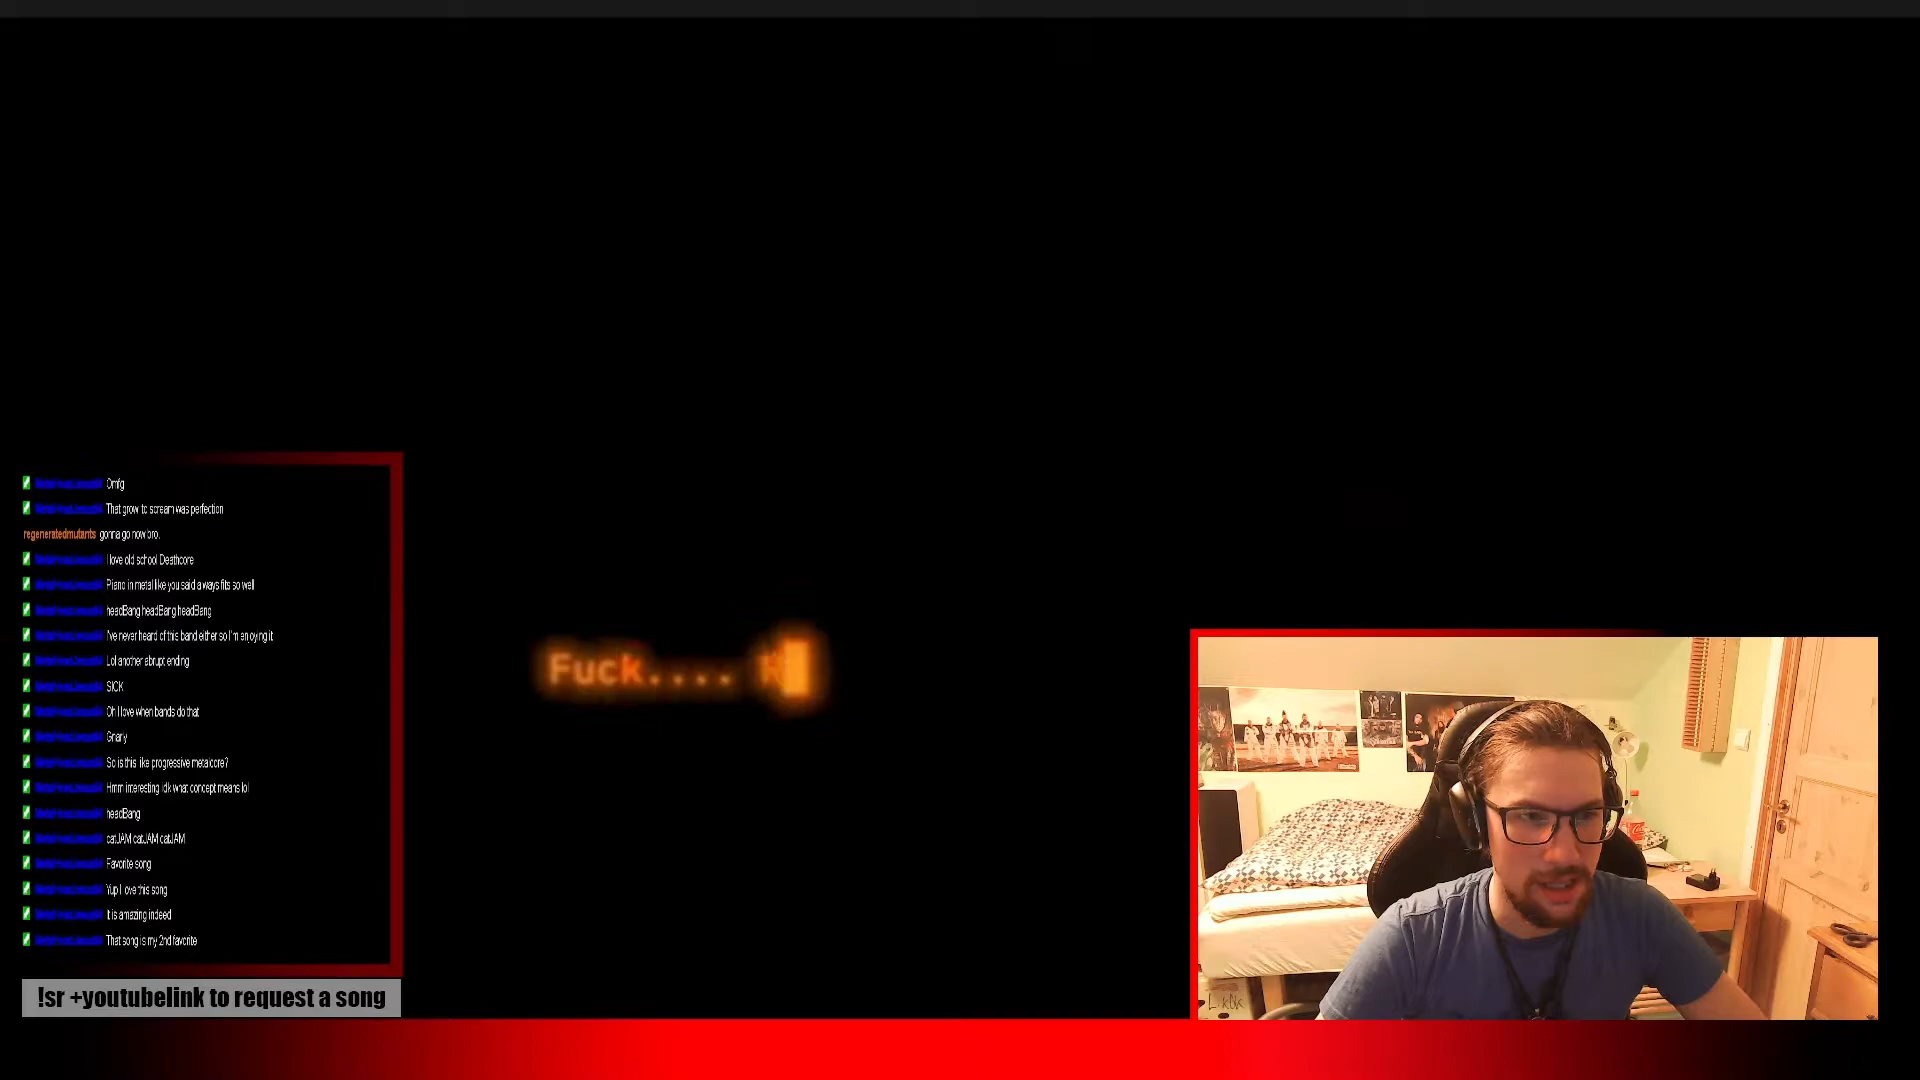 Omfg
That grow to scream was perfection
regeneratedmutants gonna go now bro.
I love old school Deathcore
Piano in metal like you said always fits so well
headBang headBang headBang
I've never heard of this band either so I'm enjoying it
Lol another abrupt ending
SICK
Oh I love when bands do that
Gnarly
So is this like progressive metalcore?
Hmm interesting idk what concept means lol
headBang
catJAM catJAM catJAM
Favorite song
Yup I love this song
It is amazing indeed
That song is my 2nd favorite
!sr +youtubelink to request a song
Fuck....